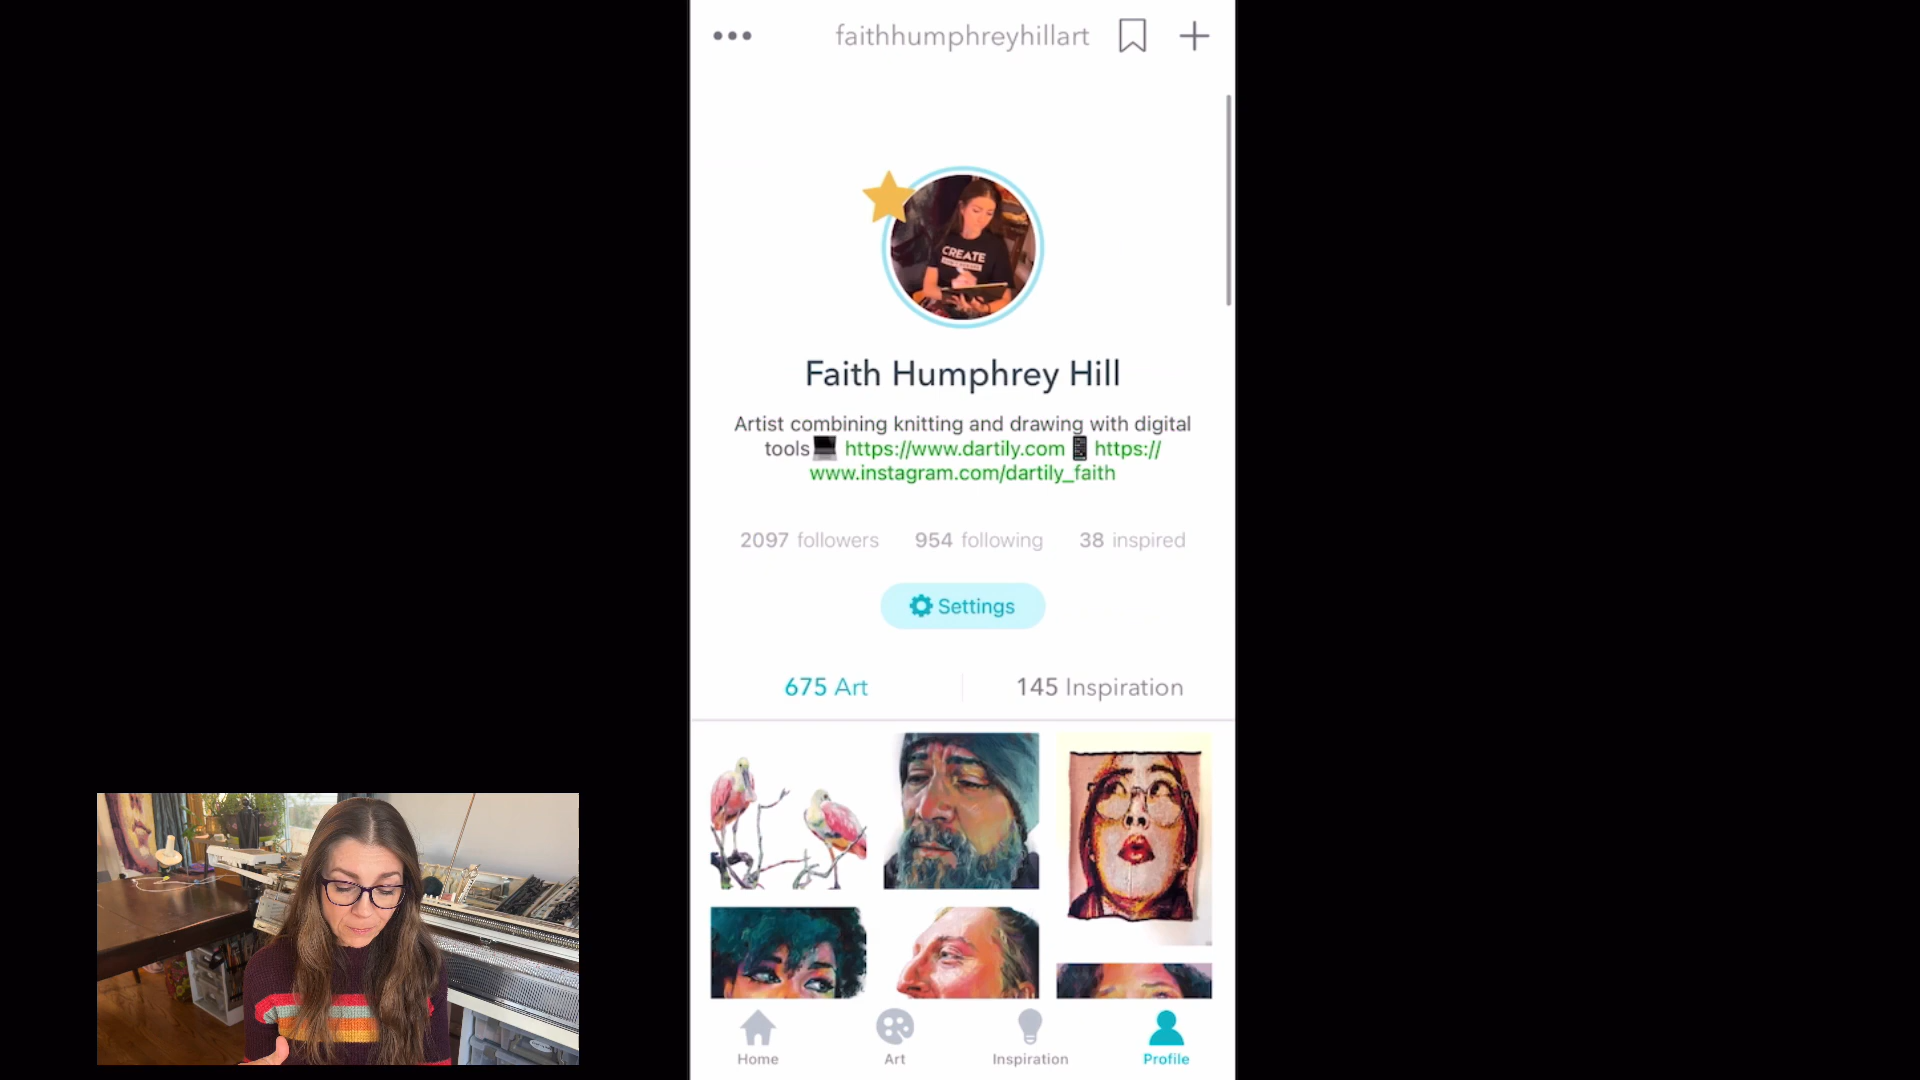 faithhumphreyhillart
CREATE
Faith Humphrey Hill
Artist combining knitting and drawing with digital
tools💻 https://www.dartily.com 📱 https://
www.instagram.com/dartily_faith
2097 followers 954 following 38 inspired
Settings
675 Art 145 Inspiration
Home Art Inspiration Profile